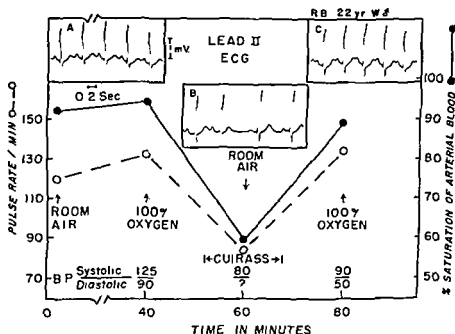 RB 22yr W♂
A
LEAD II
ECG
C
mV.
0.2 Sec
B
ROOM
AIR
PULSE RATE / MIN O--O
150
130
110
90
70
100
90
80
70
60
50
% SATURATION OF ARTERIAL BLOOD
ROOM
AIR
100%
OXYGEN
100%
OXYGEN
CUIRASS
BP Systolic 125 80 90
Diastolic 90 ? 50
0 20 40 60 80
TIME IN MINUTES